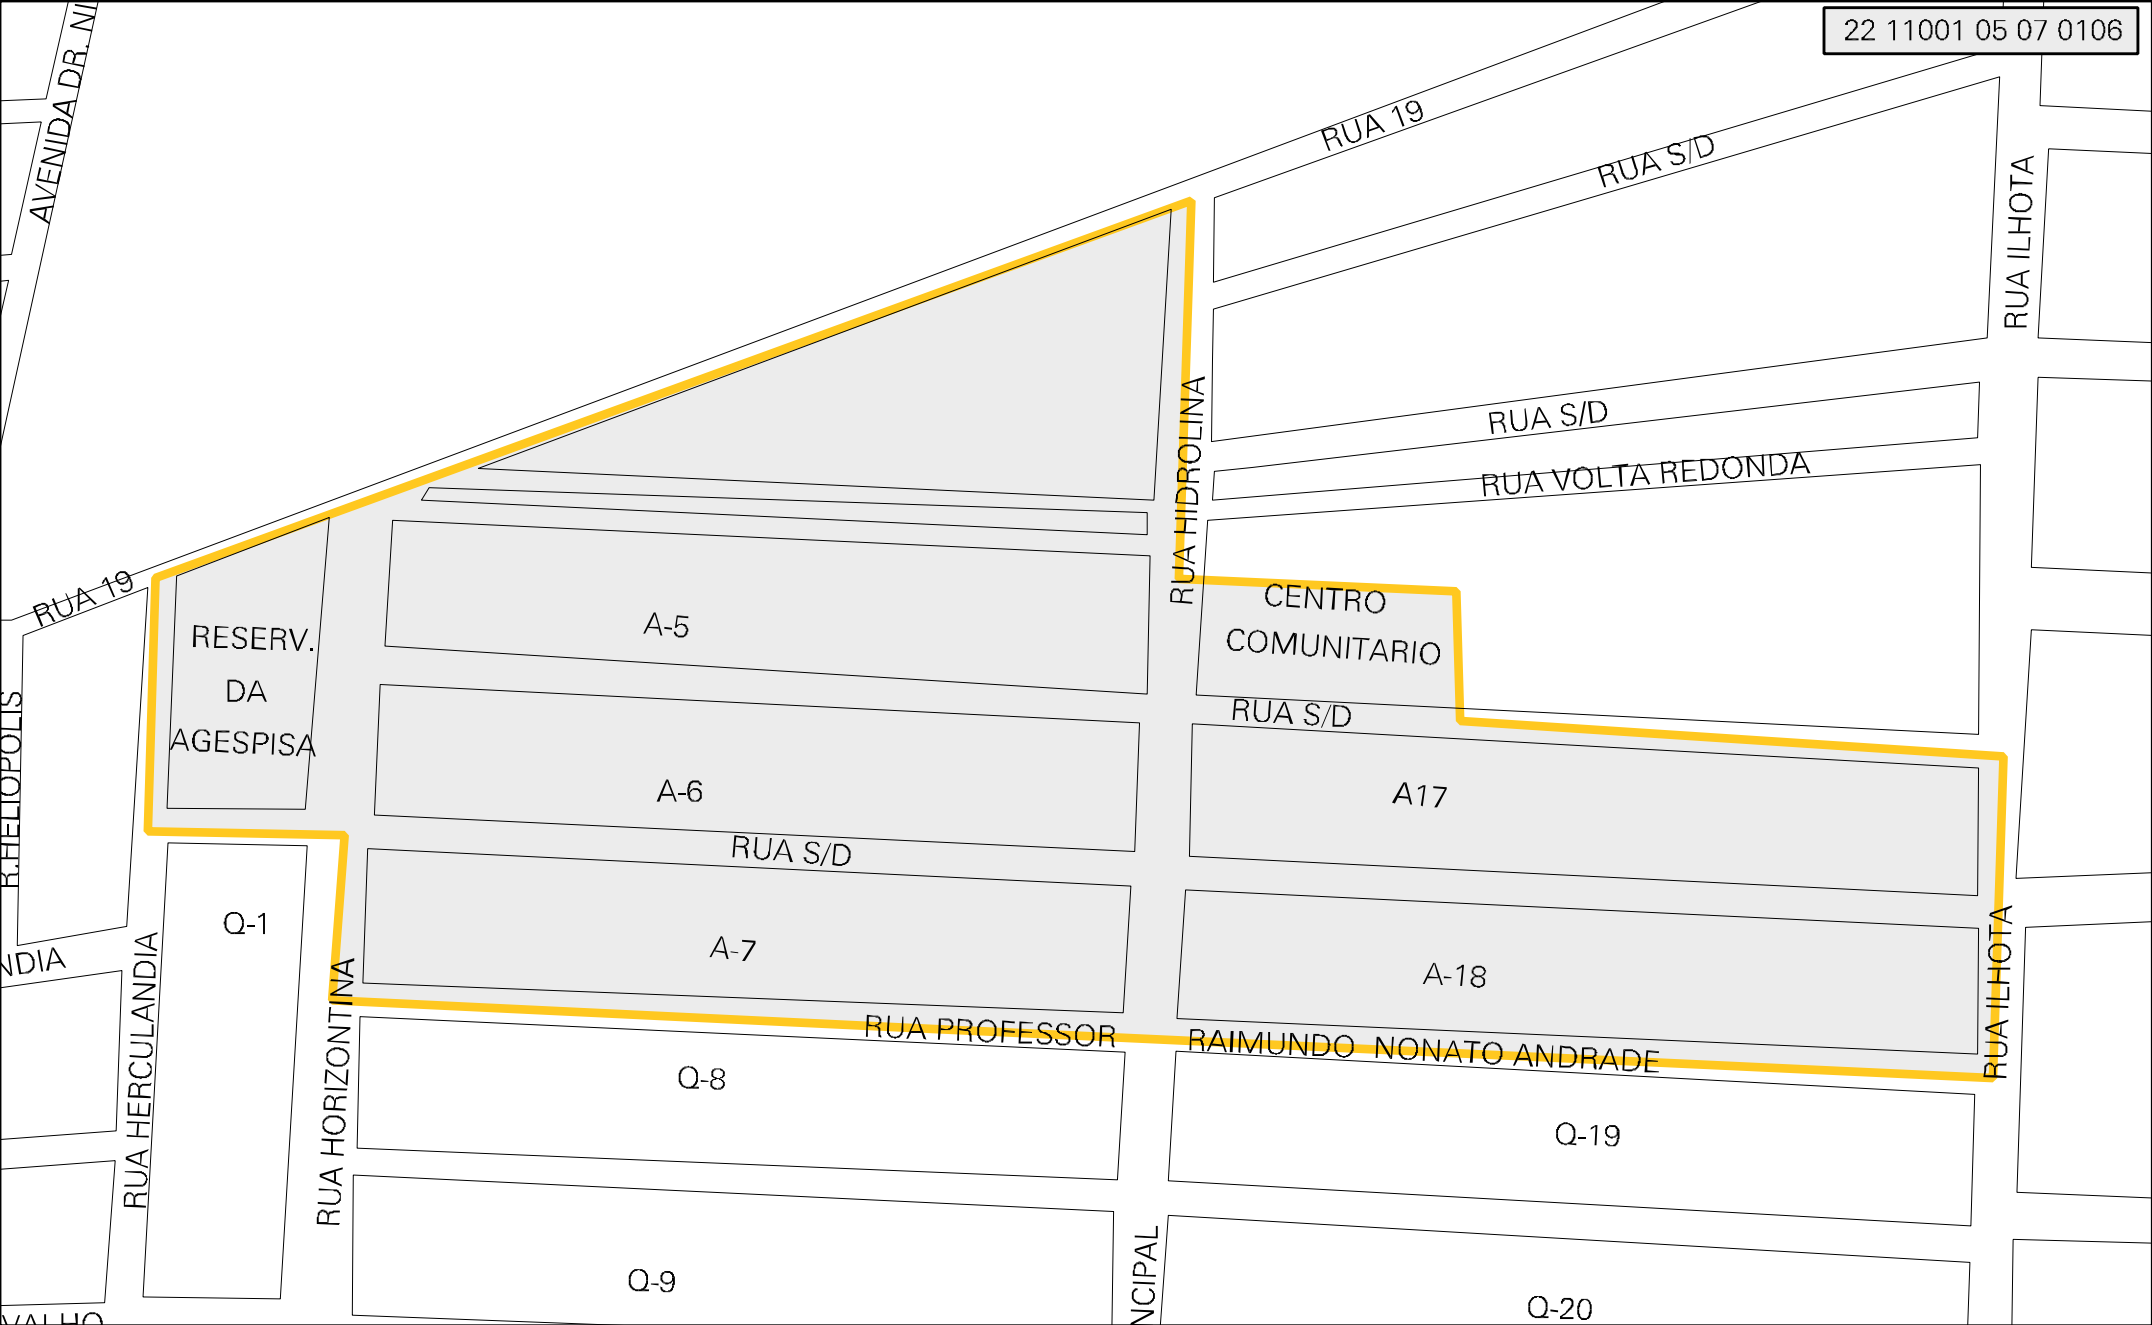 22 11001 05 07 0106
AVENIDA DR. NI
RUA 19
RUA S/D
RUA ILHOTA
RUA HIDROLINA
RUA S/D
RUA VOLTA REDONDA
RUA 19
CENTRO
COMUNITARIO
RESERV.
DA
AGESPISA
A-5
R.HELIOPOLIS
RUA S/D
A-6
A17
RUA S/D
Q-1
A-7
A-18
NDIA
RUA HERCULANDIA
RUA HORIZONTINA
RUA PROFESSOR RAIMUNDO NONATO ANDRADE
RUA ILHOTA
Q-8
Q-19
Q-9
NCIPAL
Q-20
VALHO